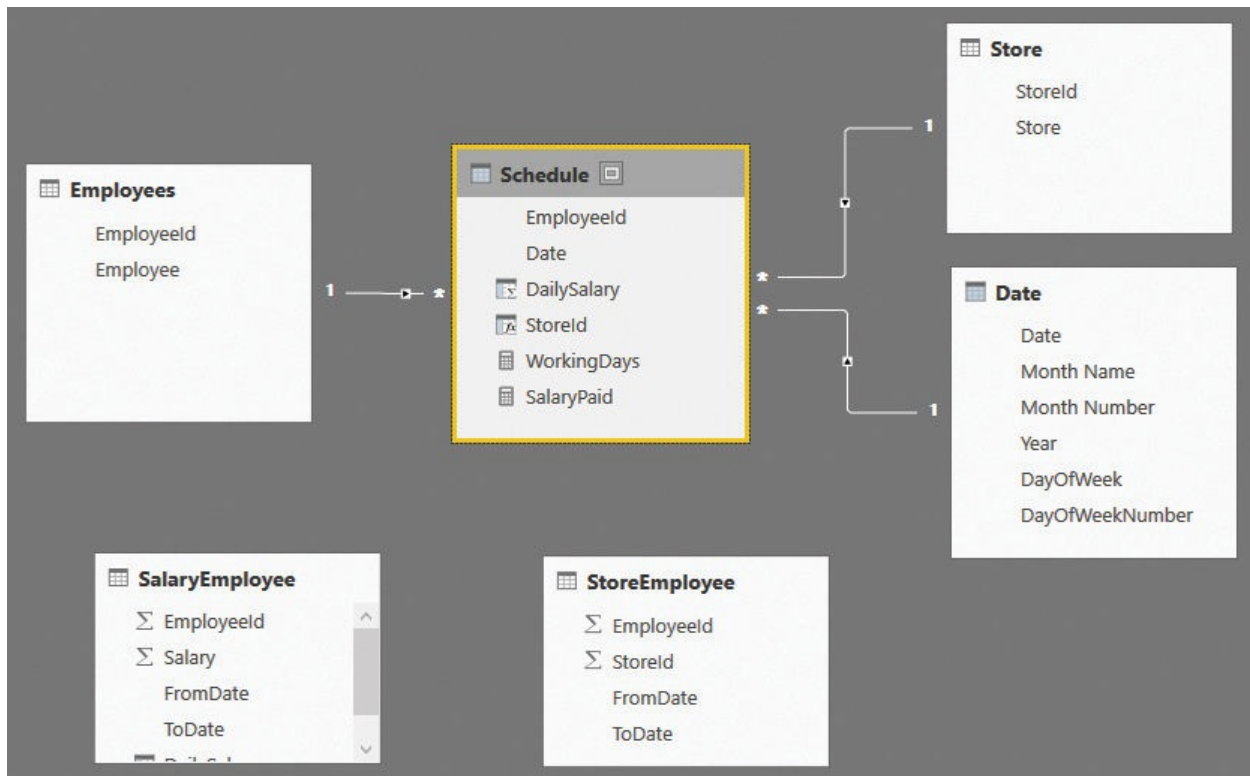 Employees
EmployeeId
Employee
1
*
Schedule
EmployeeId
Date
DailySalary
StoreId
WorkingDays
SalaryPaid
*
*
1
1
Store
StoreId
Store
Date
Date
Month Name
Month Number
Year
DayOfWeek
DayOfWeekNumber
SalaryEmployee
EmployeeId
Salary
FromDate
ToDate
StoreEmployee
EmployeeId
StoreId
FromDate
ToDate